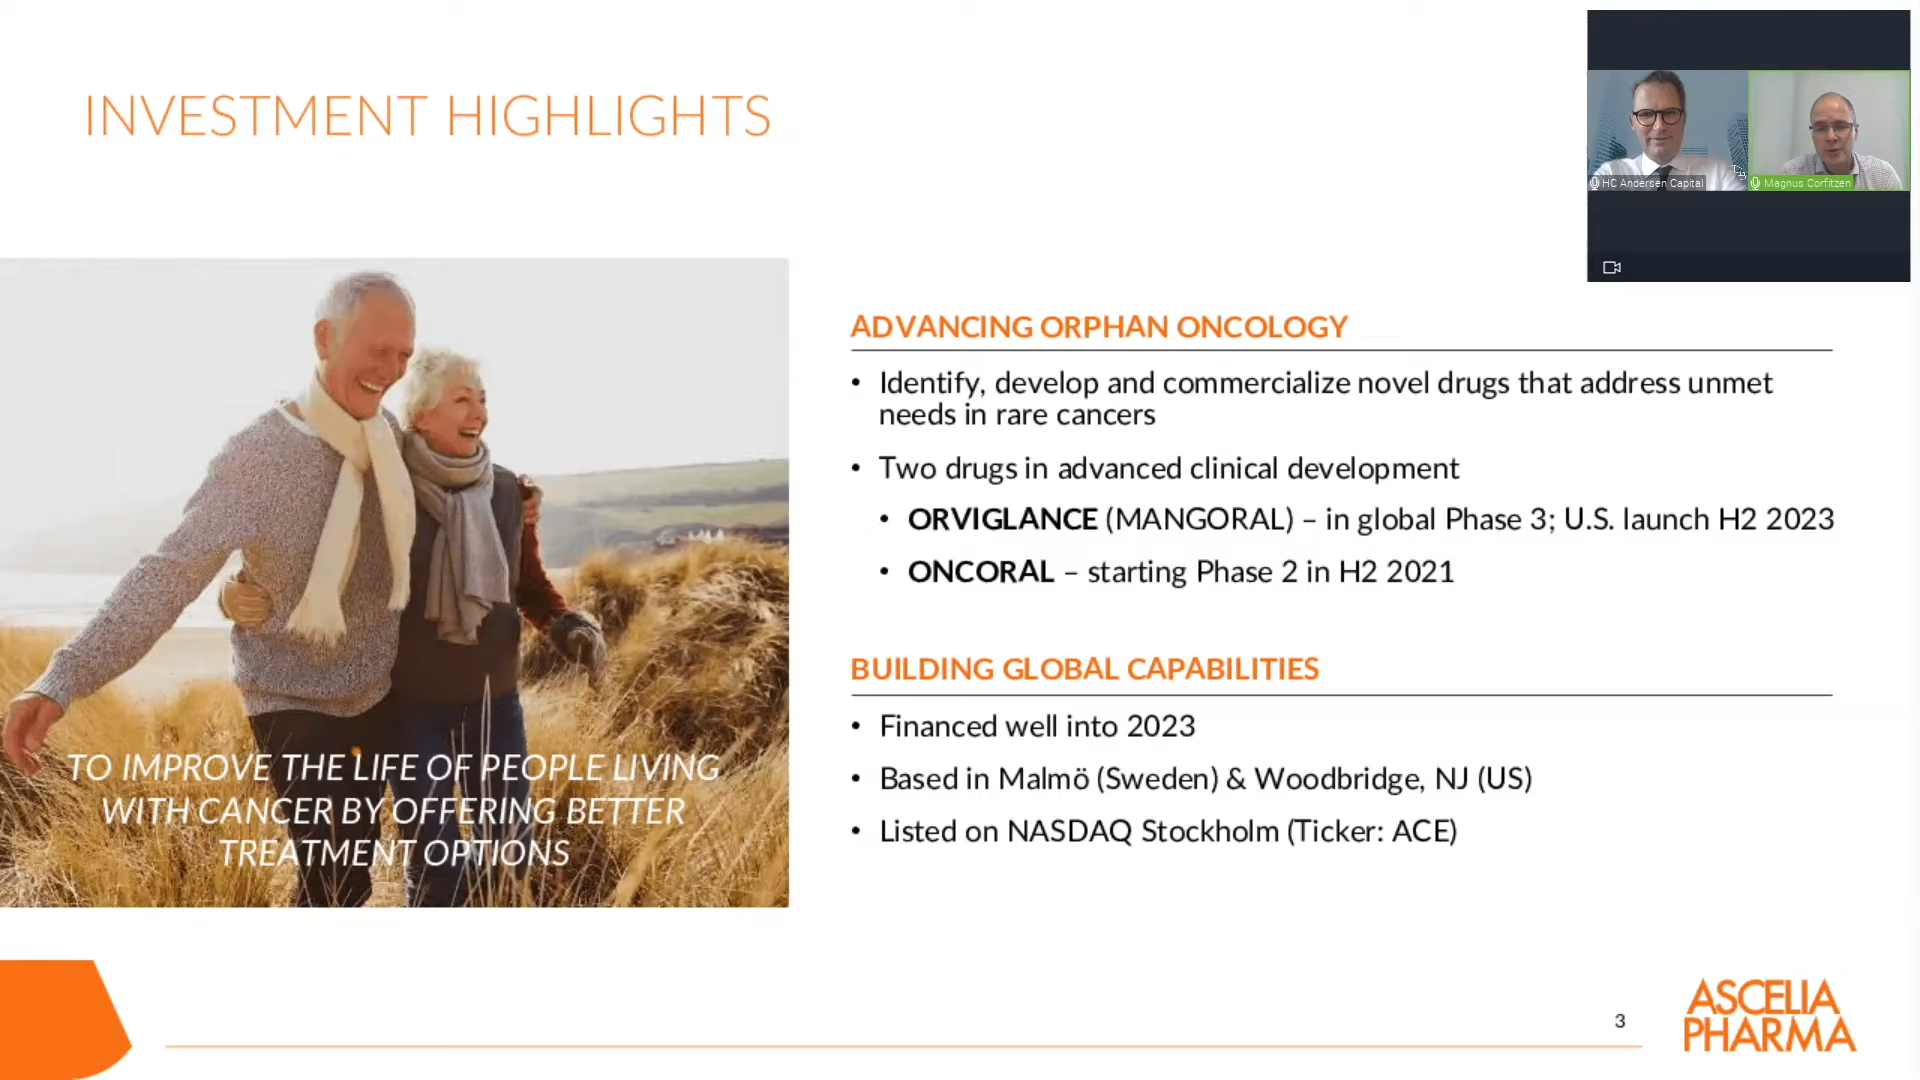 INVESTMENT HIGHLIGHTS
HC Andersen Capital
Magnus Corfitzen
TO IMPROVE THE LIFE OF PEOPLE LIVING
WITH CANCER BY OFFERING BETTER
TREATMENT OPTIONS
ADVANCING ORPHAN ONCOLOGY
• Identify, develop and commercialize novel drugs that address unmet
needs in rare cancers
• Two drugs in advanced clinical development
• ORVIGLANCE (MANGORAL) – in global Phase 3; U.S. launch H2 2023
• ONCORAL – starting Phase 2 in H2 2021
BUILDING GLOBAL CAPABILITIES
• Financed well into 2023
• Based in Malmö (Sweden) & Woodbridge, NJ (US)
• Listed on NASDAQ Stockholm (Ticker: ACE)
3
ASCELIA
PHARMA